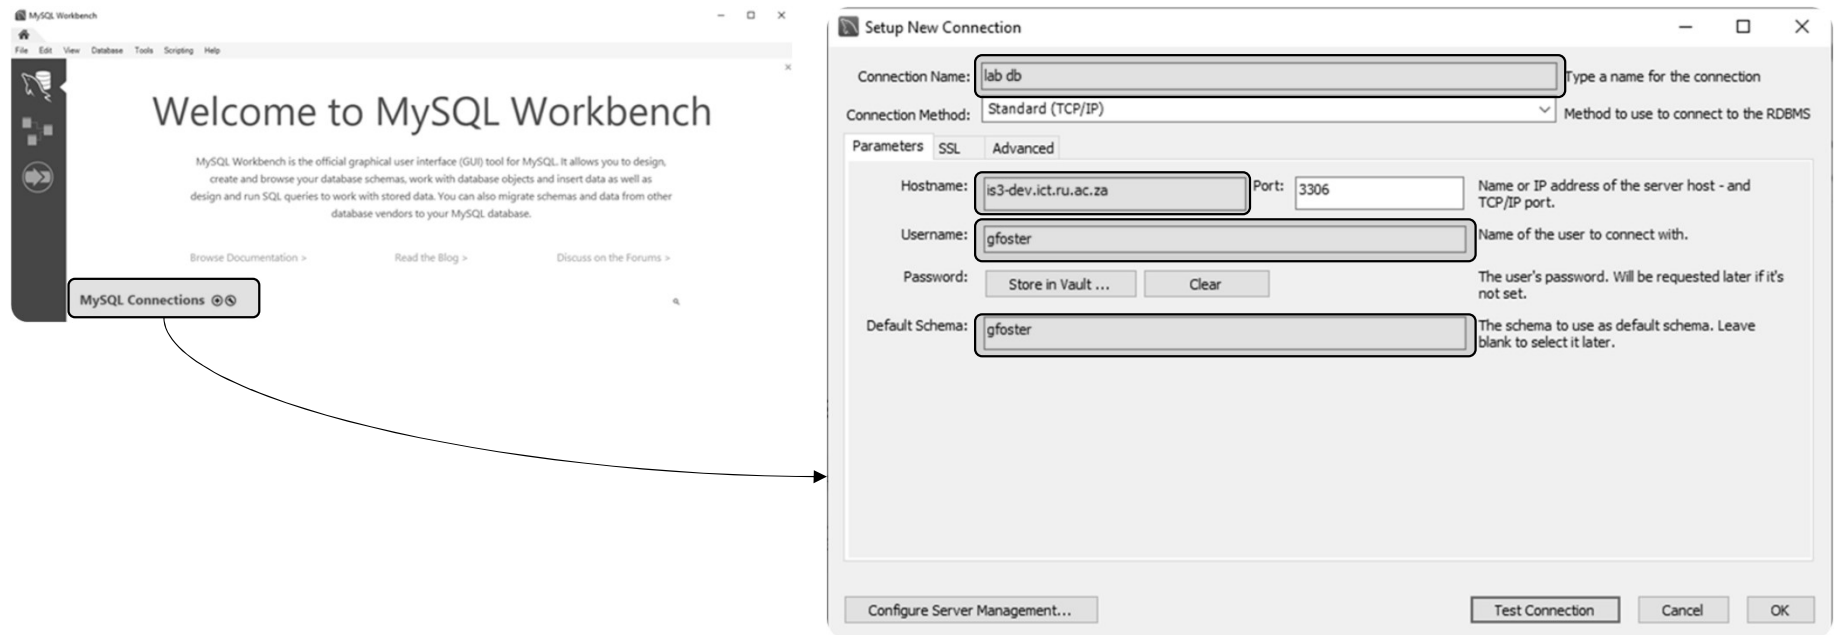 MySQL Workbench
File Edit View Database Tools Scripting Help
Welcome to MySQL Workbench
MySQL Workbench is the official graphical user interface (GUI) tool for MySQL. It allows you to design,
create and browse your database schemas, work with database objects and insert data as well as
design and run SQL queries to work with stored data. You can also migrate schemas and data from other
database vendors to your MySQL database.
Browse Documentation > Read the Blog > Discuss on the Forums >
MySQL Connections
Setup New Connection
Connection Name: lab db Type a name for the connection
Connection Method: Standard (TCP/IP) Method to use to connect to the RDBMS
Parameters SSL Advanced
Hostname: is3-dev.ict.ru.ac.za Port: 3306 Name or IP address of the server host - and
TCP/IP port.
Username: gfoster Name of the user to connect with.
Password: Store in Vault ... Clear The user's password. Will be requested later if it's
not set.
Default Schema: gfoster The schema to use as default schema. Leave
blank to select it later.
Configure Server Management... Test Connection Cancel OK